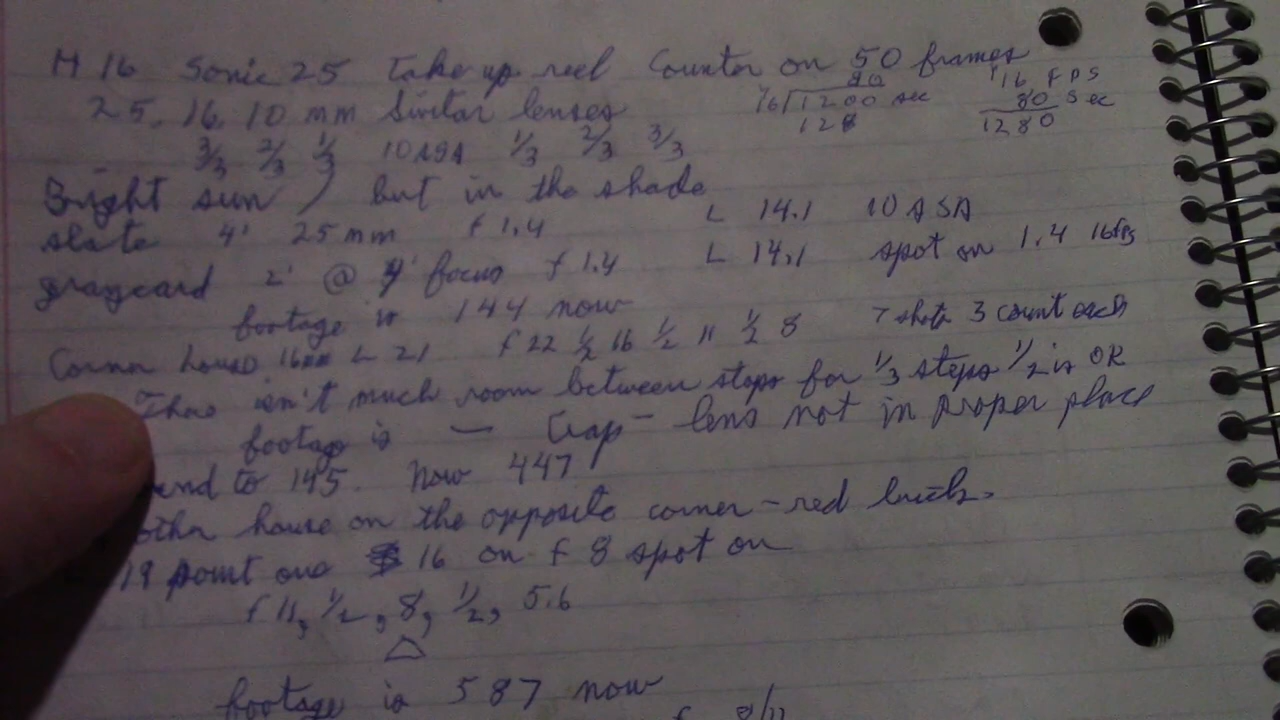 H 16 Sonic 25 Take up reel Counter on 50 frames
80
16 1200 sec
128
16 FPS
80 Sec
1280
25, 16, 10 mm Switar lenses
3/3 2/3 1/3 10 ASA 1/3 2/3 3/3
Bright sun, but in the shade
slate 4' 25 mm f 1.4 L 14.1 10 ASA
graycard 2' @ 4' focus f 1.4 L 14.1 spot on 1.4 16fps
footage is 144 now
Corner house 16mm L 21 f 22 1/2 16 1/2 11 1/2 8 7 shots 3 count each
There isn't much room between stops for 1/3 steps 1/2 is OK
footage is — Crap — lens not in proper place
to 145. Now 447
other house on the opposite corner – red brick.
19 point one 16 on f 8 spot on
f 11, 1/2, 8, 1/2, 5.6
footage is 587 now
f 8/11